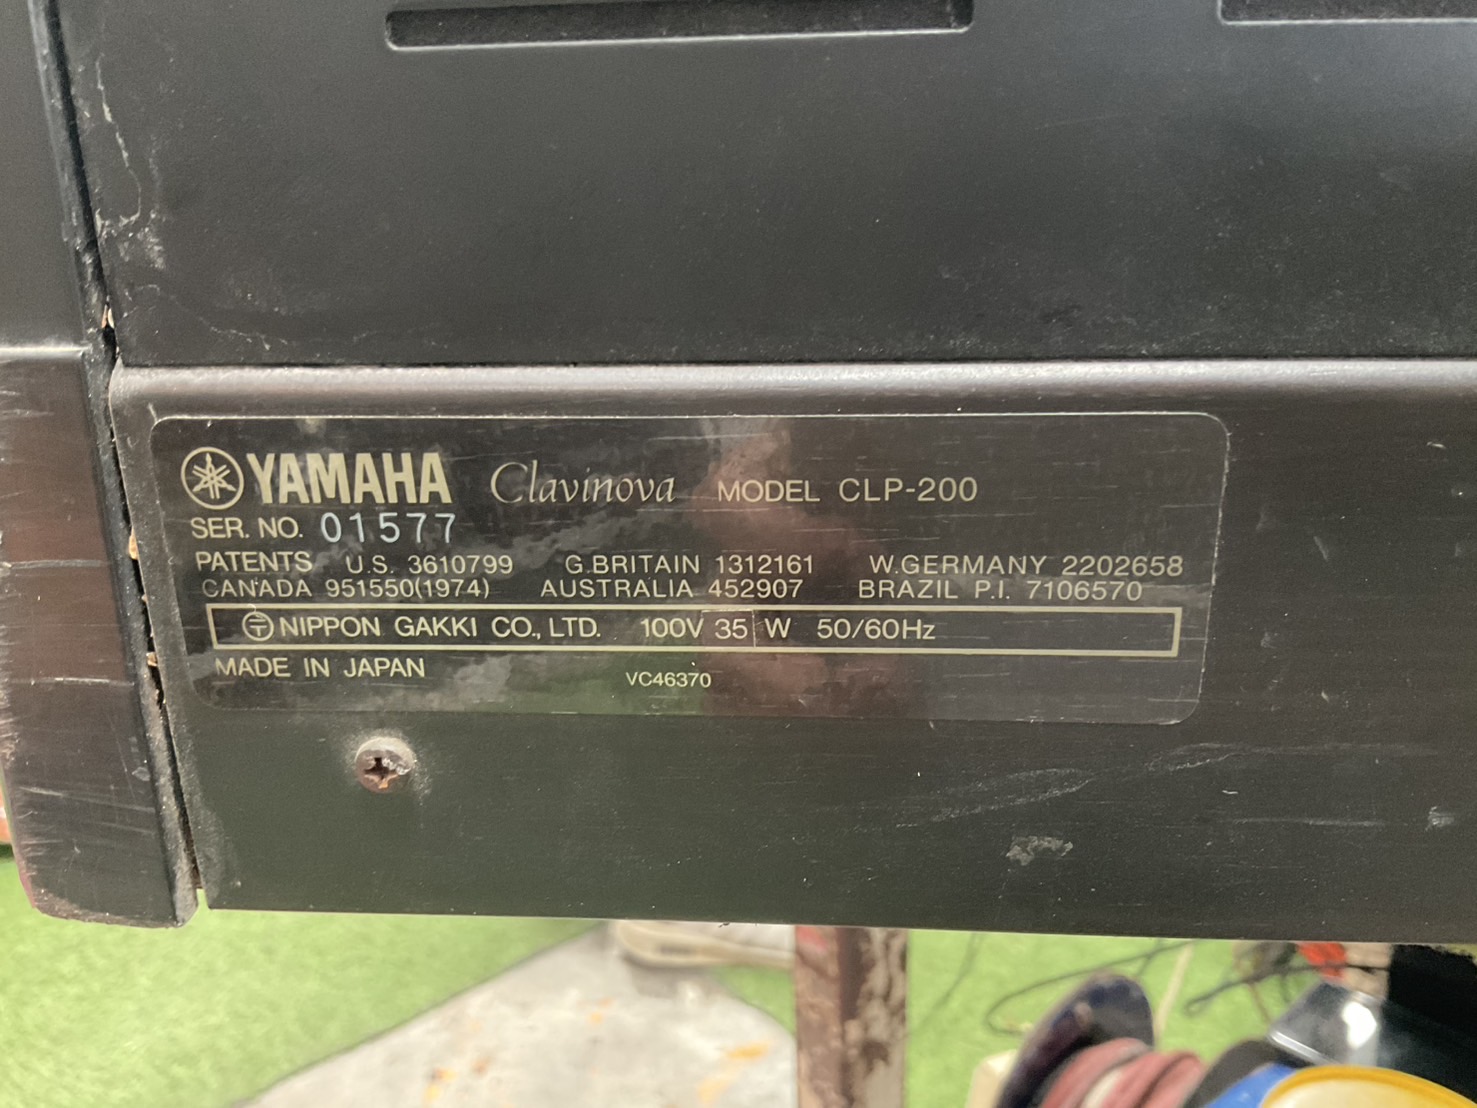 YAMAHA Clavinova MODEL CLP-200
SER. NO. 01577
PATENTS U.S. 3610799 G.BRITAIN 1312161 W.GERMANY 2202658
CANADA 951550(1974) AUSTRALIA 452907 BRAZIL P.I. 7106570
NIPPON GAKKI CO., LTD. 100V 35 W 50/60Hz
MADE IN JAPAN VC46370